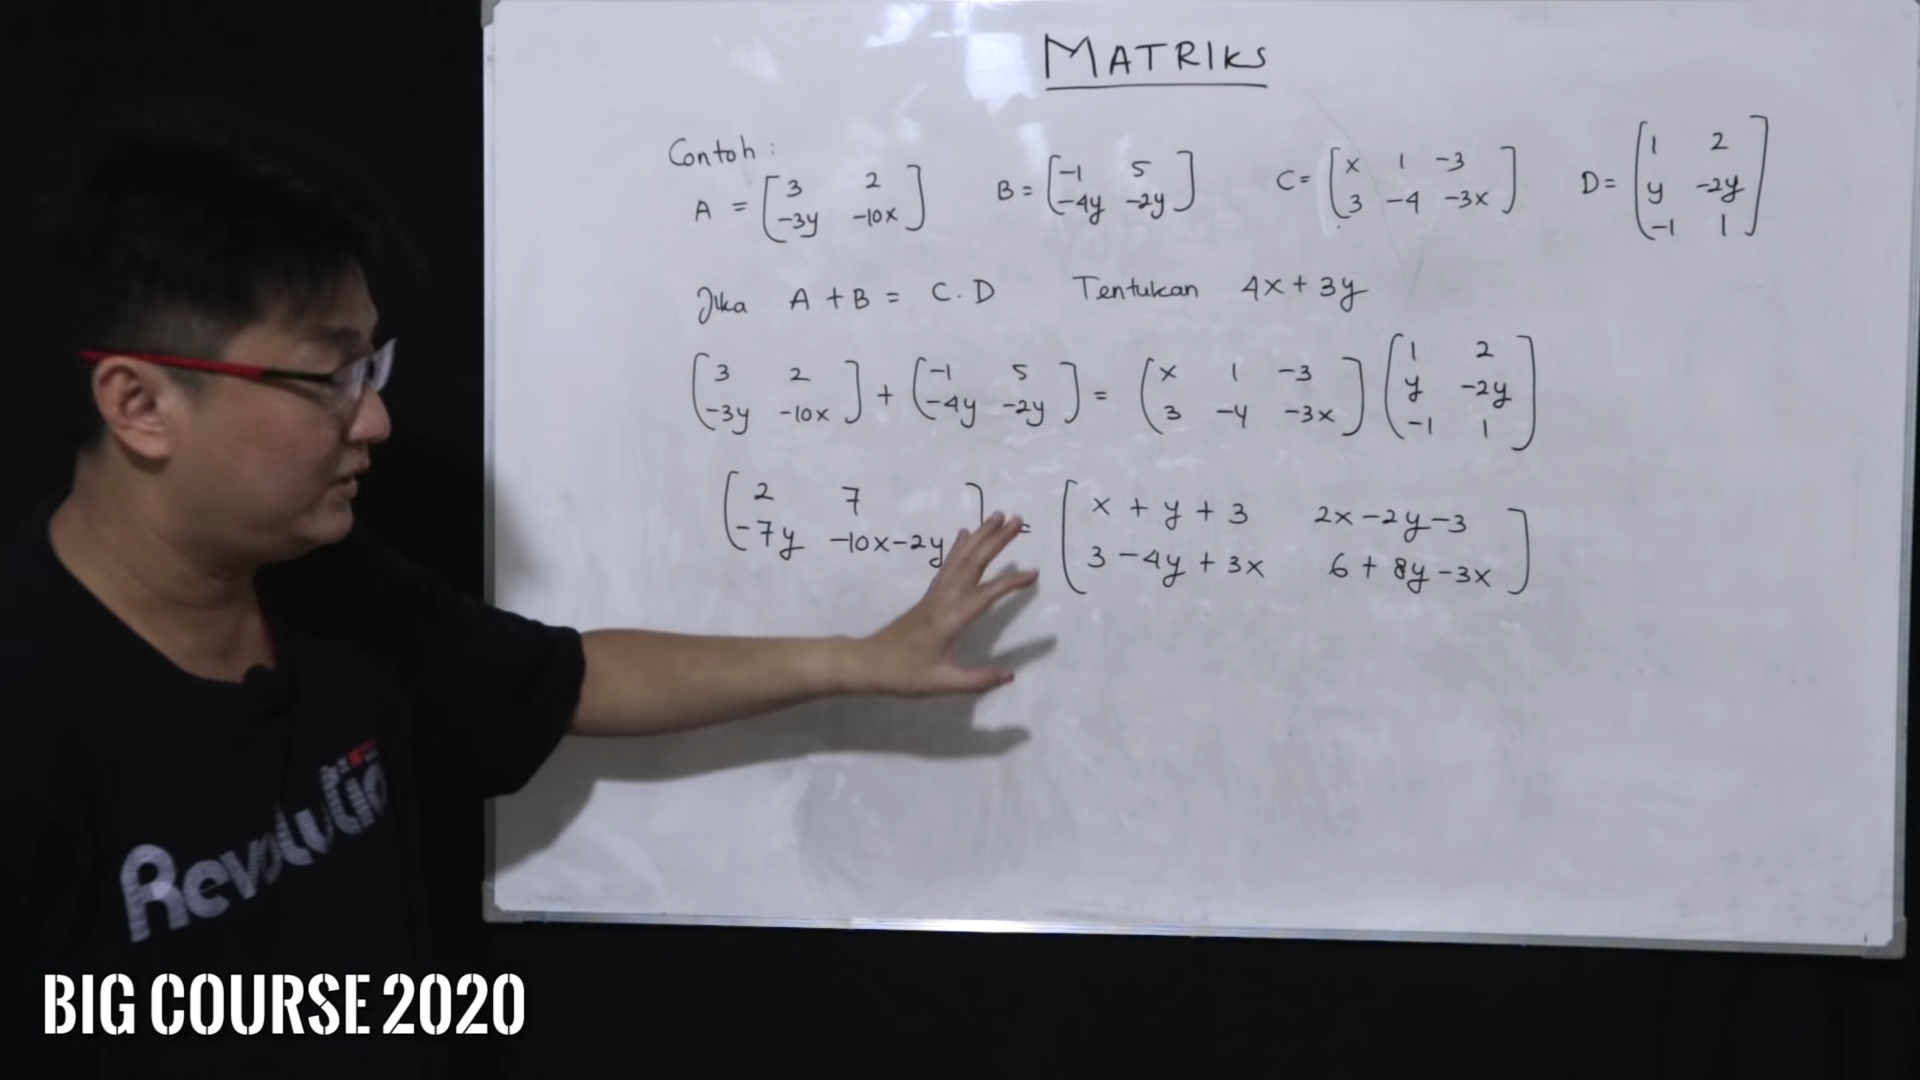 MATRIKS
Contoh :
A = [3 2 B = [-1 5 C = [x 1 -3 D = [1 2
-3y -10x] -4y -2y] 3 -4 -3x] y -2y
-1 1]
Jika A + B = C . D Tentukan 4x + 3y
[3 2 + [-1 5 = [x 1 -3 [1 2
-3y -10x] -4y -2y] 3 -4 -3x] y -2y
-1 1]
[2 7 = [x + y + 3 2x - 2y - 3
-7y -10x - 2y] 3 - 4y + 3x 6 + 8y - 3x]
Revolutio
BIG COURSE 2020